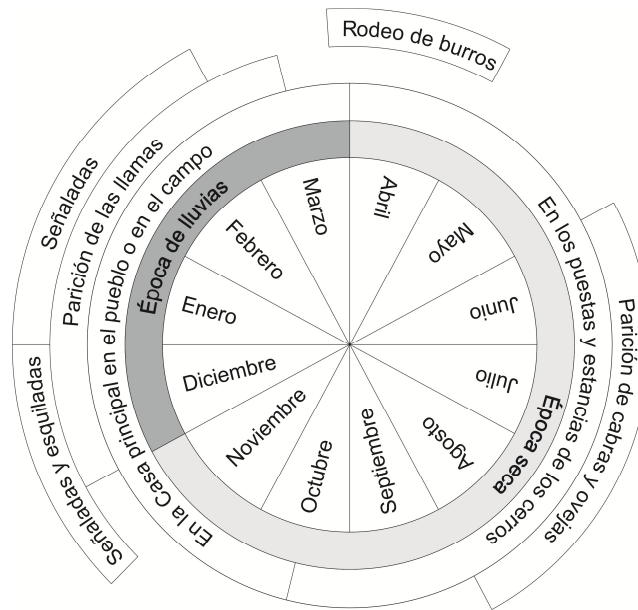 Rodeo de burros
Señaladas
Parición de las llamas
En la Casa principal en el pueblo o en el campo
Época de lluvias
Marzo
Abril
Febrero
Mayo
En los puestas y estancias de los cerros
Enero
Junio
Parición de cabras y ovejas
Diciembre
Julio
Época seca
Noviembre
Agosto
Octubre
Septiembre
Señaladas y esquiladas